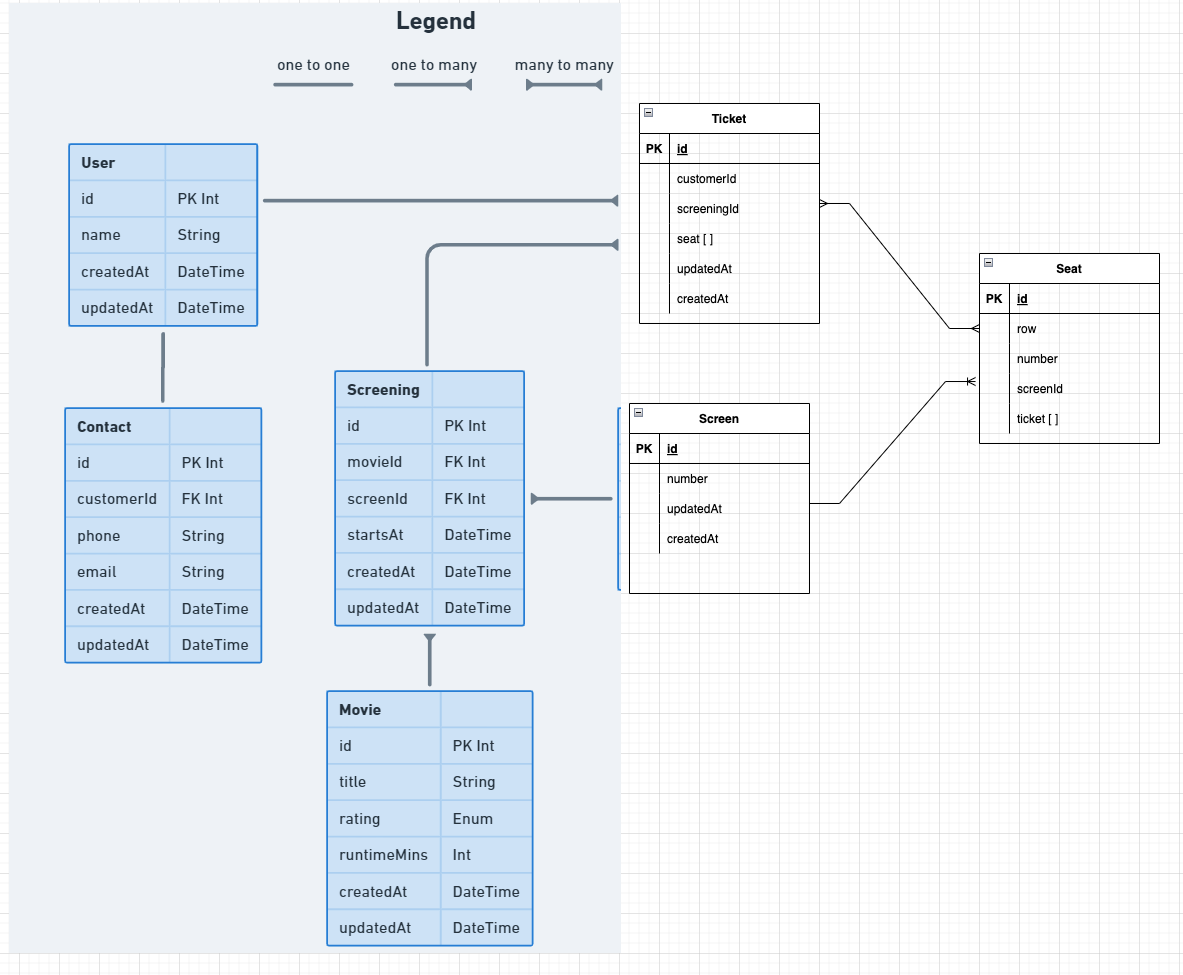 Legend
one to one
one to many
many to many
User
id PK Int
name String
createdAt DateTime
updatedAt DateTime
Contact
id PK Int
customerId FK Int
phone String
email String
createdAt DateTime
updatedAt DateTime
Screening
id PK Int
movieId FK Int
screenId FK Int
startsAt DateTime
createdAt DateTime
updatedAt DateTime
Movie
id PK Int
title String
rating Enum
runtimeMins Int
createdAt DateTime
updatedAt DateTime
Ticket
PK id
customerId
screeningId
seat [ ]
updatedAt
createdAt
Screen
PK id
number
updatedAt
createdAt
Seat
PK id
row
number
screenId
ticket [ ]